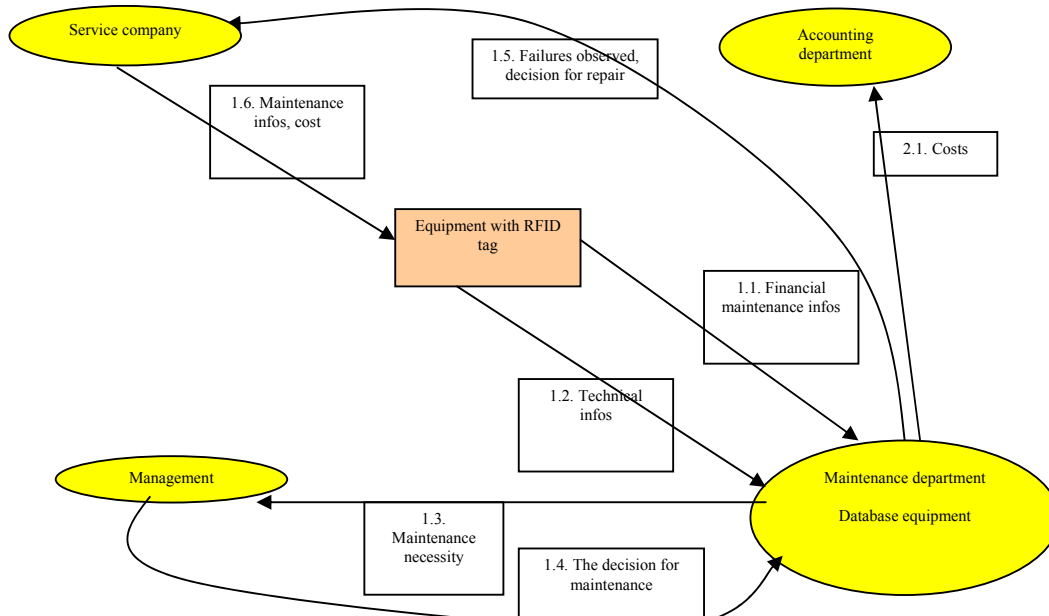 Service company
1.5. Failures observed,
decision for repair
Accounting
department
1.6. Maintenance
infos, cost
2.1. Costs
Equipment with RFID
tag
1.1. Financial
maintenance infos
1.2. Technical
infos
Management
Maintenance department
Database equipment
1.3.
Maintenance
necessity
1.4. The decision for
maintenance